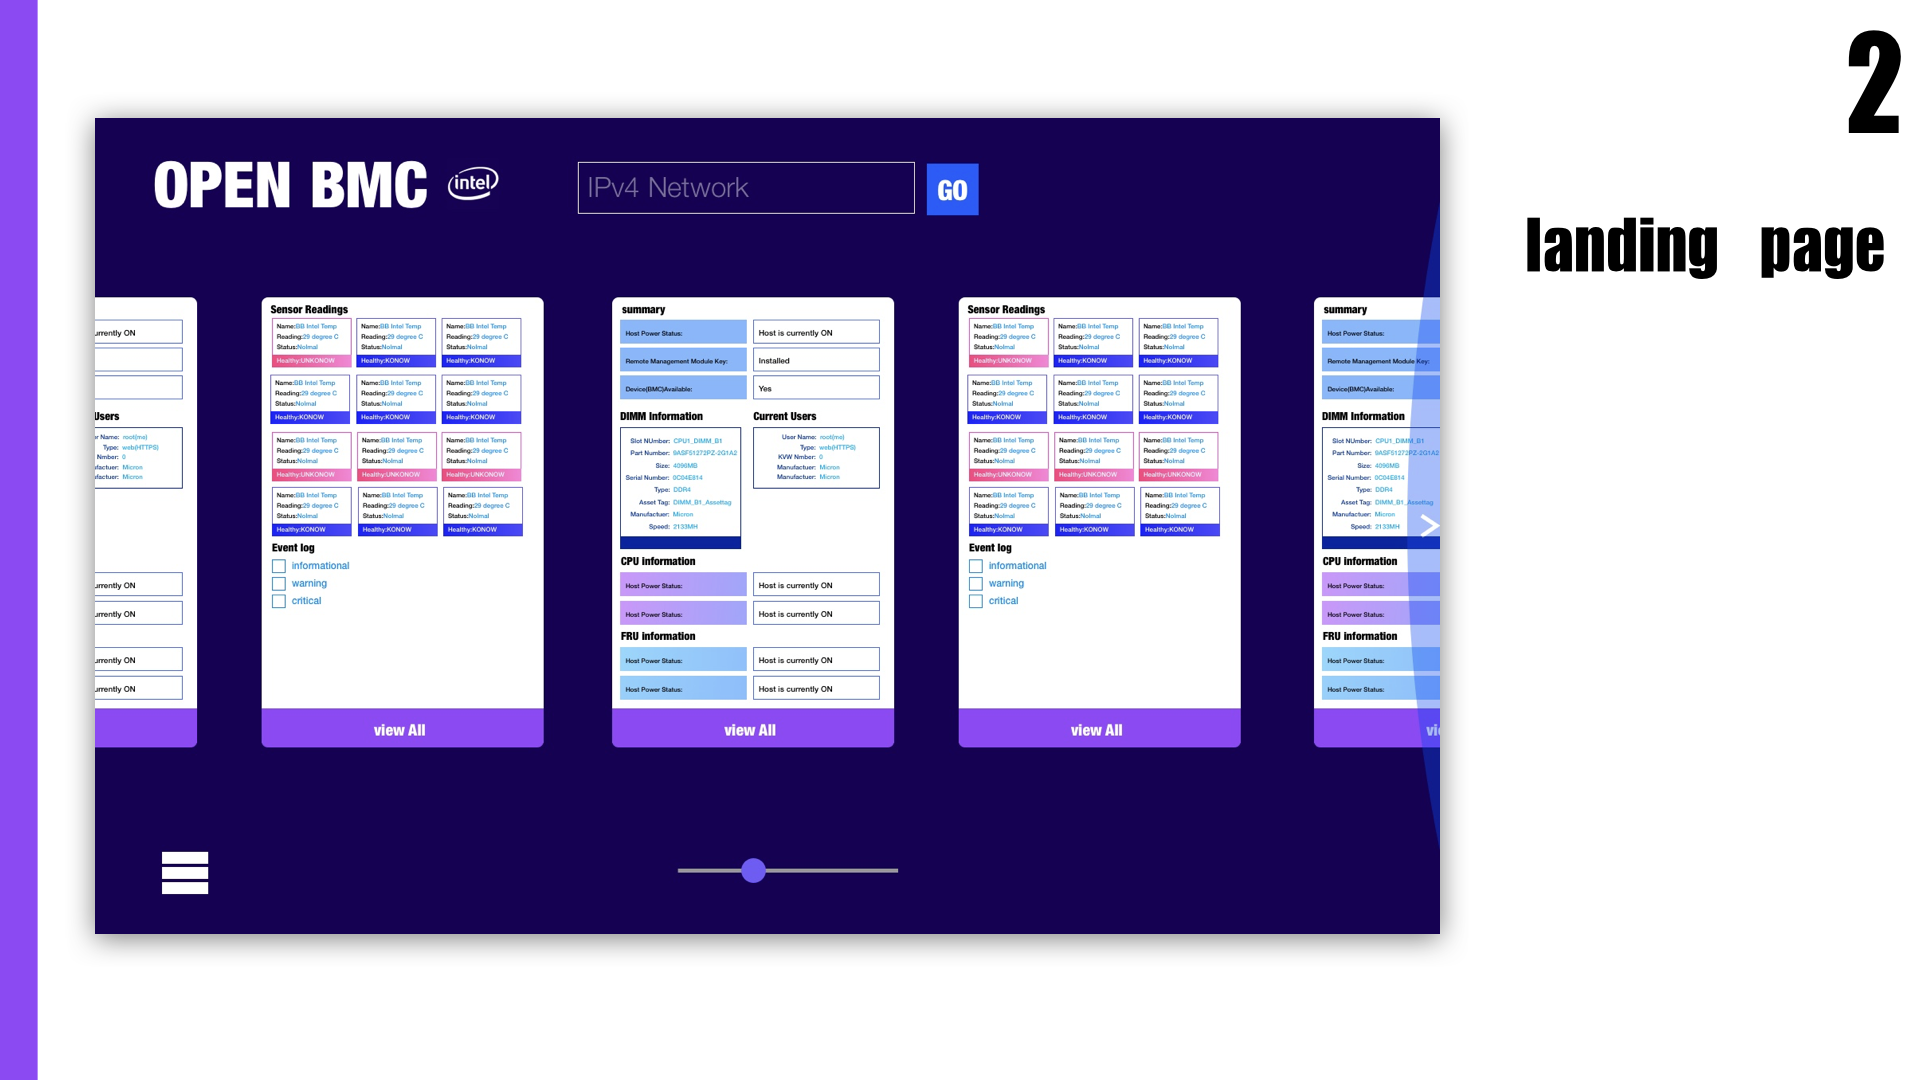 2
landing page
OPEN BMC intel
IPv4 Network
GO
urrently ON
Users
r Name: root(me)
Type: web(HTTPS)
Nmber: 0
ufactuer: Micron
ufactuer: Micron
urrently ON
urrently ON
urrently ON
urrently ON
Sensor Readings
Name:BB Intel Temp Name:BB Intel Temp Name:BB Intel Temp
Reading:29 degree C Reading:29 degree C Reading:29 degree C
Status:Nolmal Status:Nolmal Status:Nolmal
Healthy:UNKONOW Healthy:KONOW Healthy:KONOW
Name:BB Intel Temp Name:BB Intel Temp Name:BB Intel Temp
Reading:29 degree C Reading:29 degree C Reading:29 degree C
Status:Nolmal Status:Nolmal Status:Nolmal
Healthy:KONOW Healthy:KONOW Healthy:KONOW
Name:BB Intel Temp Name:BB Intel Temp Name:BB Intel Temp
Reading:29 degree C Reading:29 degree C Reading:29 degree C
Status:Nolmal Status:Nolmal Status:Nolmal
Healthy:UNKONOW Healthy:UNKONOW Healthy:UNKONOW
Name:BB Intel Temp Name:BB Intel Temp Name:BB Intel Temp
Reading:29 degree C Reading:29 degree C Reading:29 degree C
Status:Nolmal Status:Nolmal Status:Nolmal
Healthy:KONOW Healthy:KONOW Healthy:KONOW
Event log
informational
warning
critical
view All
summary
Host Power Status: Host is currently ON
Remote Management Module Key: Installed
Device(BMC)Available: Yes
DIMM Information
Slot NUmber: CPU1_DIMM_B1
Part Number: 9ASF51272PZ-2G1A2
Size: 4096MB
Serial Number: 0C04E814
Type: DDR4
Asset Tag: DIMM_B1_Assettag
Manufactuer: Micron
Speed: 2133MH
Current Users
User Name: root(me)
Type: web(HTTPS)
KVW Nmber: 0
Manufactuer: Micron
Manufactuer: Micron
CPU information
Host Power Status: Host is currently ON
Host Power Status: Host is currently ON
FRU information
Host Power Status: Host is currently ON
Host Power Status: Host is currently ON
view All
Sensor Readings
Name:BB Intel Temp Name:BB Intel Temp Name:BB Intel Temp
Reading:29 degree C Reading:29 degree C Reading:29 degree C
Status:Nolmal Status:Nolmal Status:Nolmal
Healthy:UNKONOW Healthy:KONOW Healthy:KONOW
Name:BB Intel Temp Name:BB Intel Temp Name:BB Intel Temp
Reading:29 degree C Reading:29 degree C Reading:29 degree C
Status:Nolmal Status:Nolmal Status:Nolmal
Healthy:KONOW Healthy:KONOW Healthy:KONOW
Name:BB Intel Temp Name:BB Intel Temp Name:BB Intel Temp
Reading:29 degree C Reading:29 degree C Reading:29 degree C
Status:Nolmal Status:Nolmal Status:Nolmal
Healthy:UNKONOW Healthy:UNKONOW Healthy:UNKONOW
Name:BB Intel Temp Name:BB Intel Temp Name:BB Intel Temp
Reading:29 degree C Reading:29 degree C Reading:29 degree C
Status:Nolmal Status:Nolmal Status:Nolmal
Healthy:KONOW Healthy:KONOW Healthy:KONOW
Event log
informational
warning
critical
view All
summary
Host Power Status:
Remote Management Module Key:
Device(BMC)Available:
DIMM Information
Slot NUmber: CPU1_DIMM_B1
Part Number: 9ASF51272PZ-2G1A2
Size: 4096MB
Serial Number: 0C04E814
Type: DDR4
Asset Tag: DIMM_B1_Assettag
Manufactuer: Micron
Speed: 2133MH
CPU information
Host Power Status:
Host Power Status:
FRU information
Host Power Status:
Host Power Status:
vi